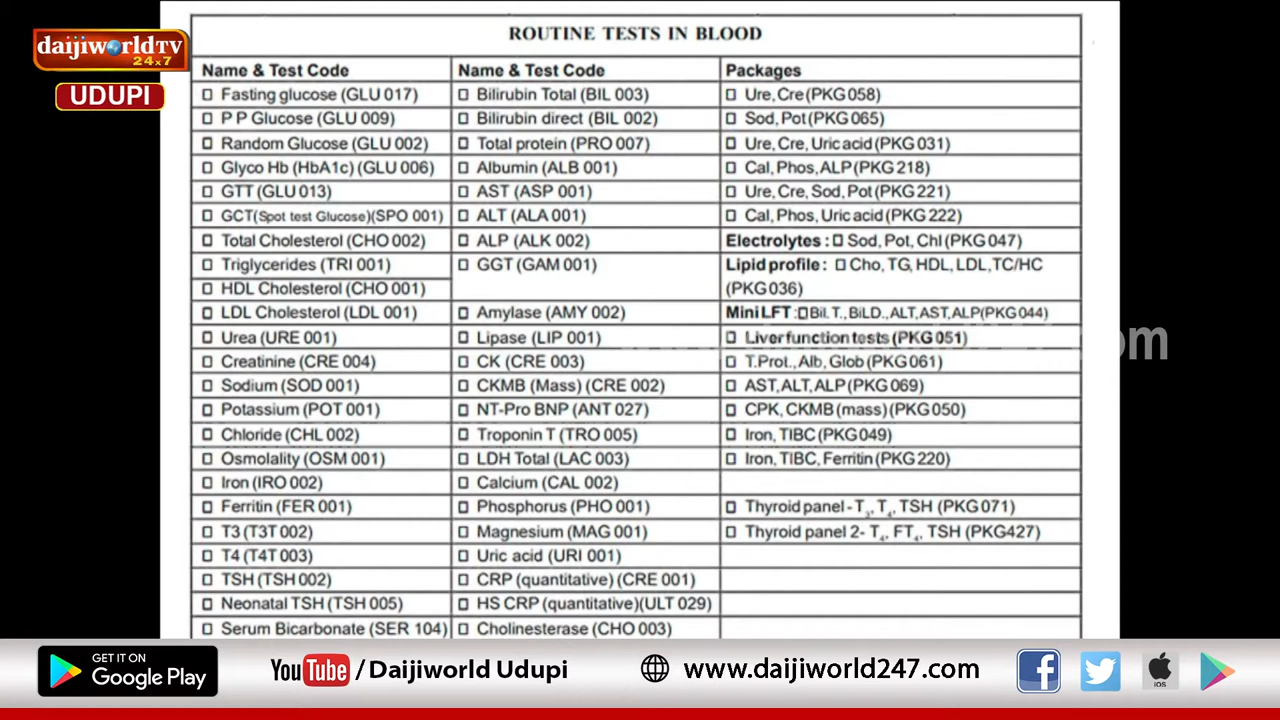 daijiworldTV
24x7
UDUPI
ROUTINE TESTS IN BLOOD
Name & Test Code Name & Test Code Packages
Fasting glucose (GLU 017) Bilirubin Total (BIL 003) Ure, Cre (PKG 058)
P P Glucose (GLU 009) Bilirubin direct (BIL 002) Sod, Pot (PKG 065)
Random Glucose (GLU 002) Total protein (PRO 007) Ure, Cre, Uric acid (PKG 031)
Glyco Hb (HbA1c) (GLU 006) Albumin (ALB 001) Cal, Phos, ALP (PKG 218)
GTT (GLU 013) AST (ASP 001) Ure, Cre, Sod, Pot (PKG 221)
GCT(Spot test Glucose)(SPO 001) ALT (ALA 001) Cal, Phos, Uric acid (PKG 222)
Total Cholesterol (CHO 002) ALP (ALK 002) Electrolytes : Sod, Pot, Chl (PKG 047)
Triglycerides (TRI 001) GGT (GAM 001) Lipid profile : Cho, TG, HDL, LDL, TC/HC
HDL Cholesterol (CHO 001) (PKG 036)
LDL Cholesterol (LDL 001) Amylase (AMY 002) Mini LFT : Bil. T., BiLD., ALT, AST, ALP(PKG 044)
Urea (URE 001) Lipase (LIP 001) Liver function tests (PKG 051)
Creatinine (CRE 004) CK (CRE 003) T.Prot., Alb, Glob (PKG 061)
Sodium (SOD 001) CKMB (Mass) (CRE 002) AST, ALT, ALP (PKG 069)
Potassium (POT 001) NT-Pro BNP (ANT 027) CPK, CKMB (mass) (PKG 050)
Chloride (CHL 002) Troponin T (TRO 005) Iron, TIBC (PKG 049)
Osmolality (OSM 001) LDH Total (LAC 003) Iron, TIBC, Ferritin (PKG 220)
Iron (IRO 002) Calcium (CAL 002)
Ferritin (FER 001) Phosphorus (PHO 001) Thyroid panel - T3, T4, TSH (PKG 071)
T3 (T3T 002) Magnesium (MAG 001) Thyroid panel 2- T4, FT4, TSH (PKG427)
T4 (T4T 003) Uric acid (URI 001)
TSH (TSH 002) CRP (quantitative) (CRE 001)
Neonatal TSH (TSH 005) HS CRP (quantitative)(ULT 029)
Serum Bicarbonate (SER 104) Cholinesterase (CHO 003)
GET IT ON
Google Play
YouTube / Daijiworld Udupi
www.daijiworld247.com
iOS